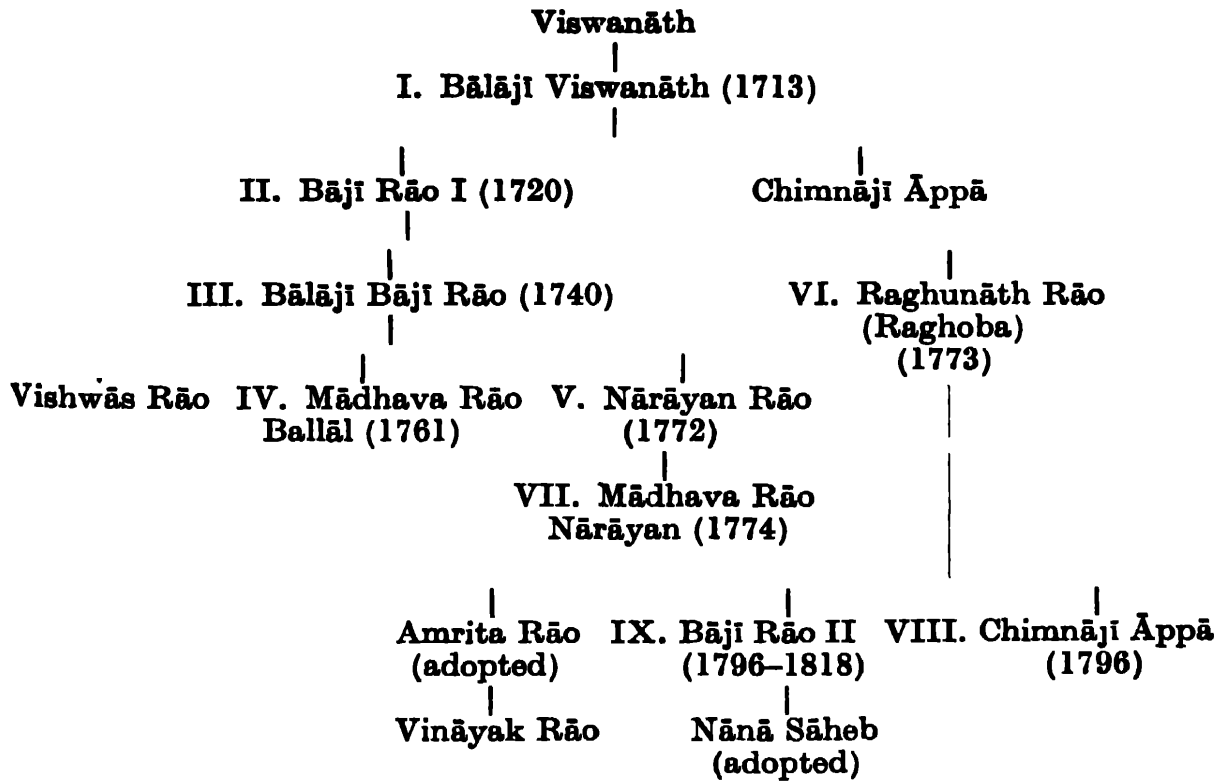 Viswanāth
I. Bālājī Viswanāth (1713)
II. Bājī Rāo I (1720) Chimnājī Āppā
III. Bālājī Bājī Rāo (1740) VI. Raghunāth Rāo
(Raghoba)
(1773)
Vishwās Rāo IV. Mādhava Rāo V. Nārāyan Rāo
Ballāl (1761) (1772)
VII. Mādhava Rāo
Nārāyan (1774)
Amrita Rāo IX. Bājī Rāo II VIII. Chimnājī Āppā
(adopted) (1796–1818) (1796)
Vināyak Rāo Nānā Sāheb
(adopted)